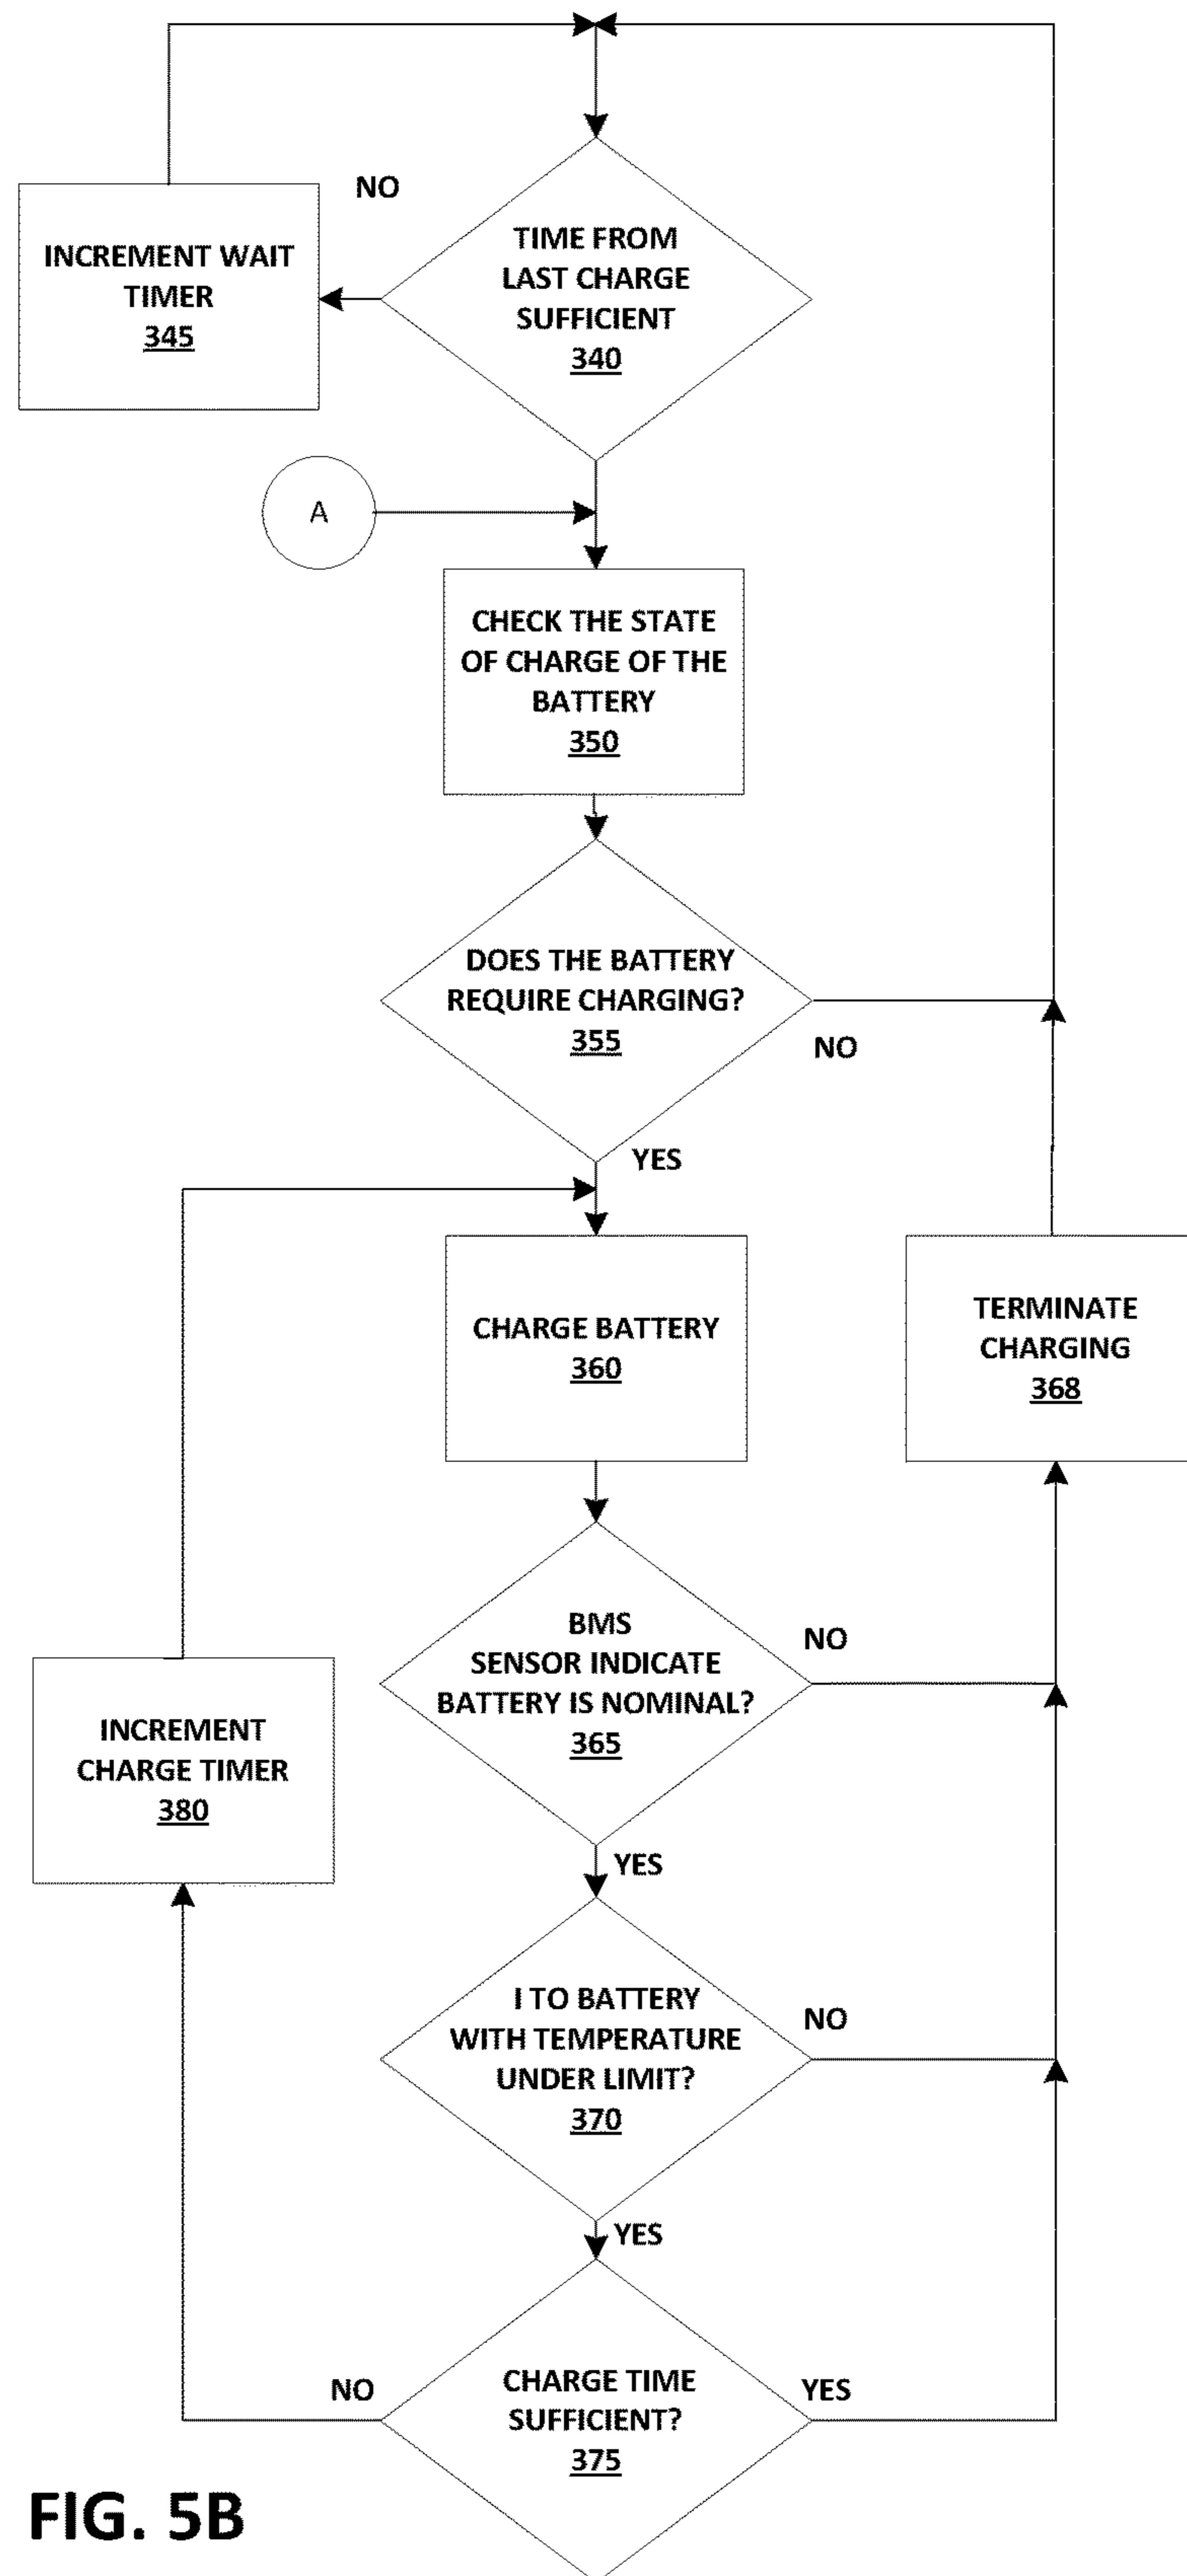 NO
INCREMENT WAIT
TIMER
345
TIME FROM
LAST CHARGE
SUFFICIENT
340
A
CHECK THE STATE
OF CHARGE OF THE
BATTERY
350
DOES THE BATTERY
REQUIRE CHARGING?
355
NO
YES
CHARGE BATTERY
360
TERMINATE
CHARGING
368
BMS
SENSOR INDICATE
BATTERY IS NOMINAL?
365
NO
INCREMENT
CHARGE TIMER
380
YES
I TO BATTERY
WITH TEMPERATURE
UNDER LIMIT?
370
NO
YES
NO
CHARGE TIME
SUFFICIENT?
375
YES
FIG. 5B